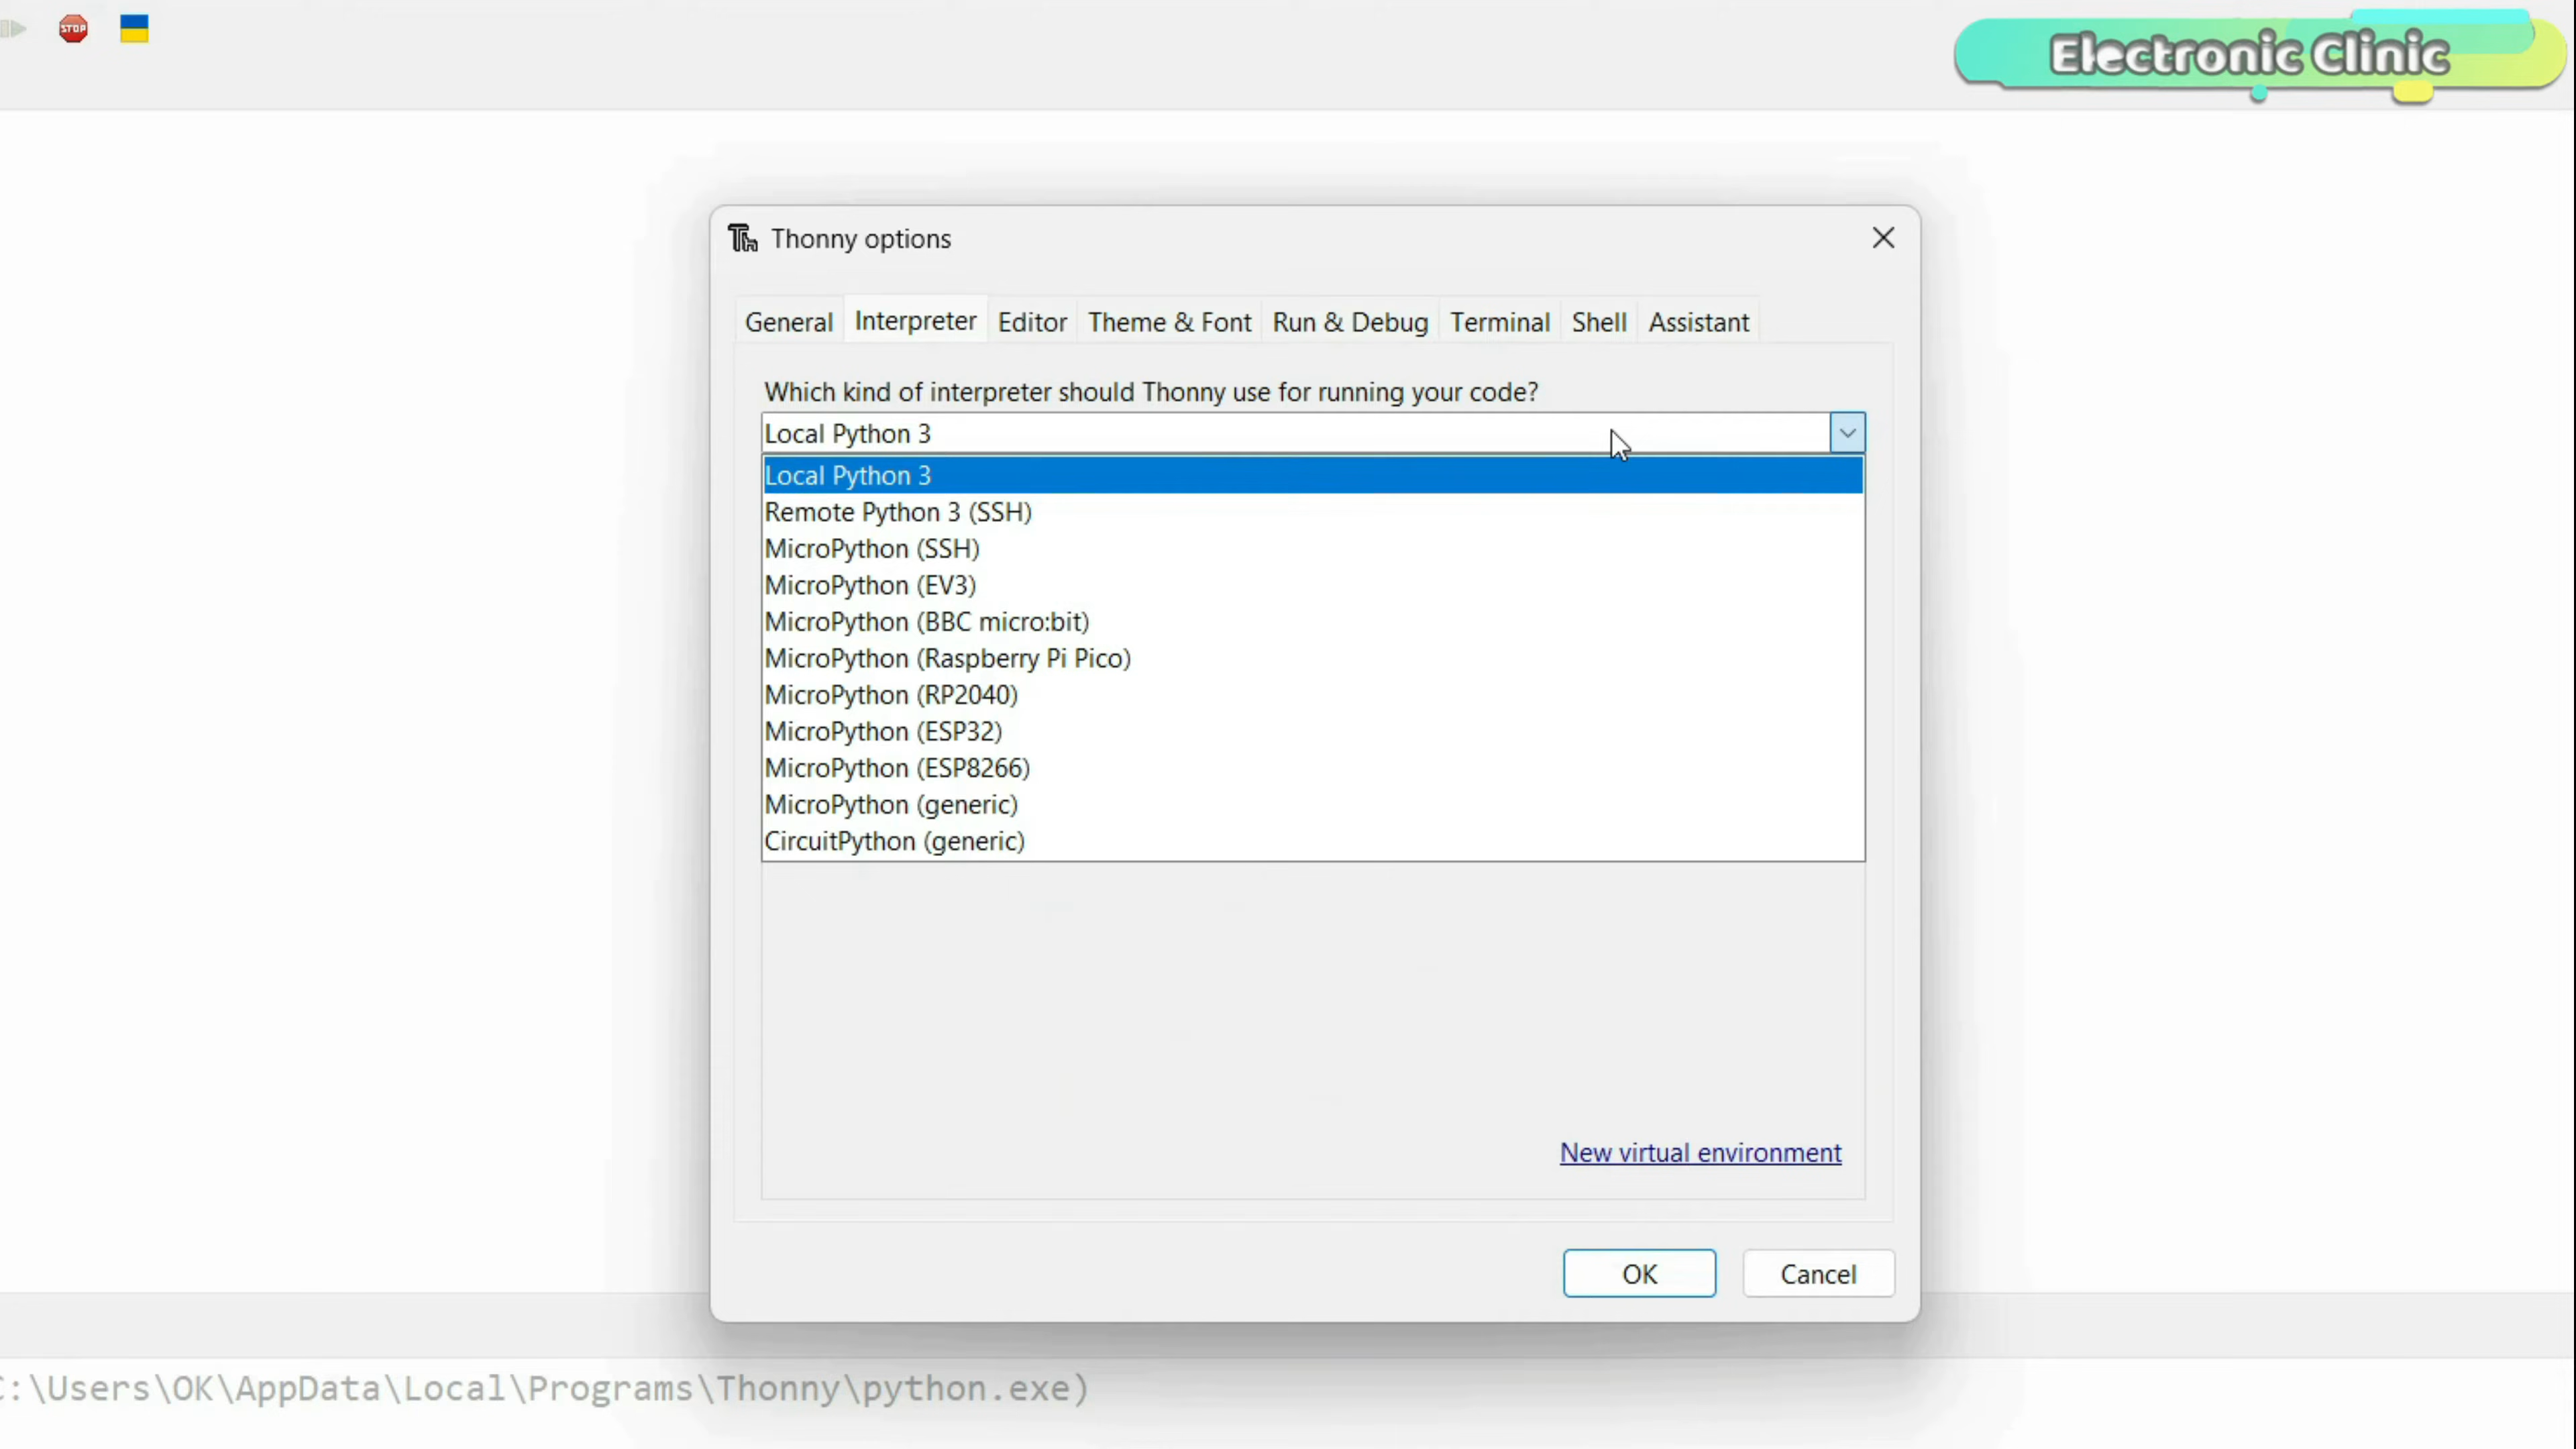 STOP
Electronic Clinic
Thonny options
General Interpreter Editor Theme & Font Run & Debug Terminal Shell Assistant
Which kind of interpreter should Thonny use for running your code?
Local Python 3
Local Python 3
Remote Python 3 (SSH)
MicroPython (SSH)
MicroPython (EV3)
MicroPython (BBC micro:bit)
MicroPython (Raspberry Pi Pico)
MicroPython (RP2040)
MicroPython (ESP32)
MicroPython (ESP8266)
MicroPython (generic)
CircuitPython (generic)
New virtual environment
OK Cancel
:\Users\OK\AppData\Local\Programs\Thonny\python.exe)